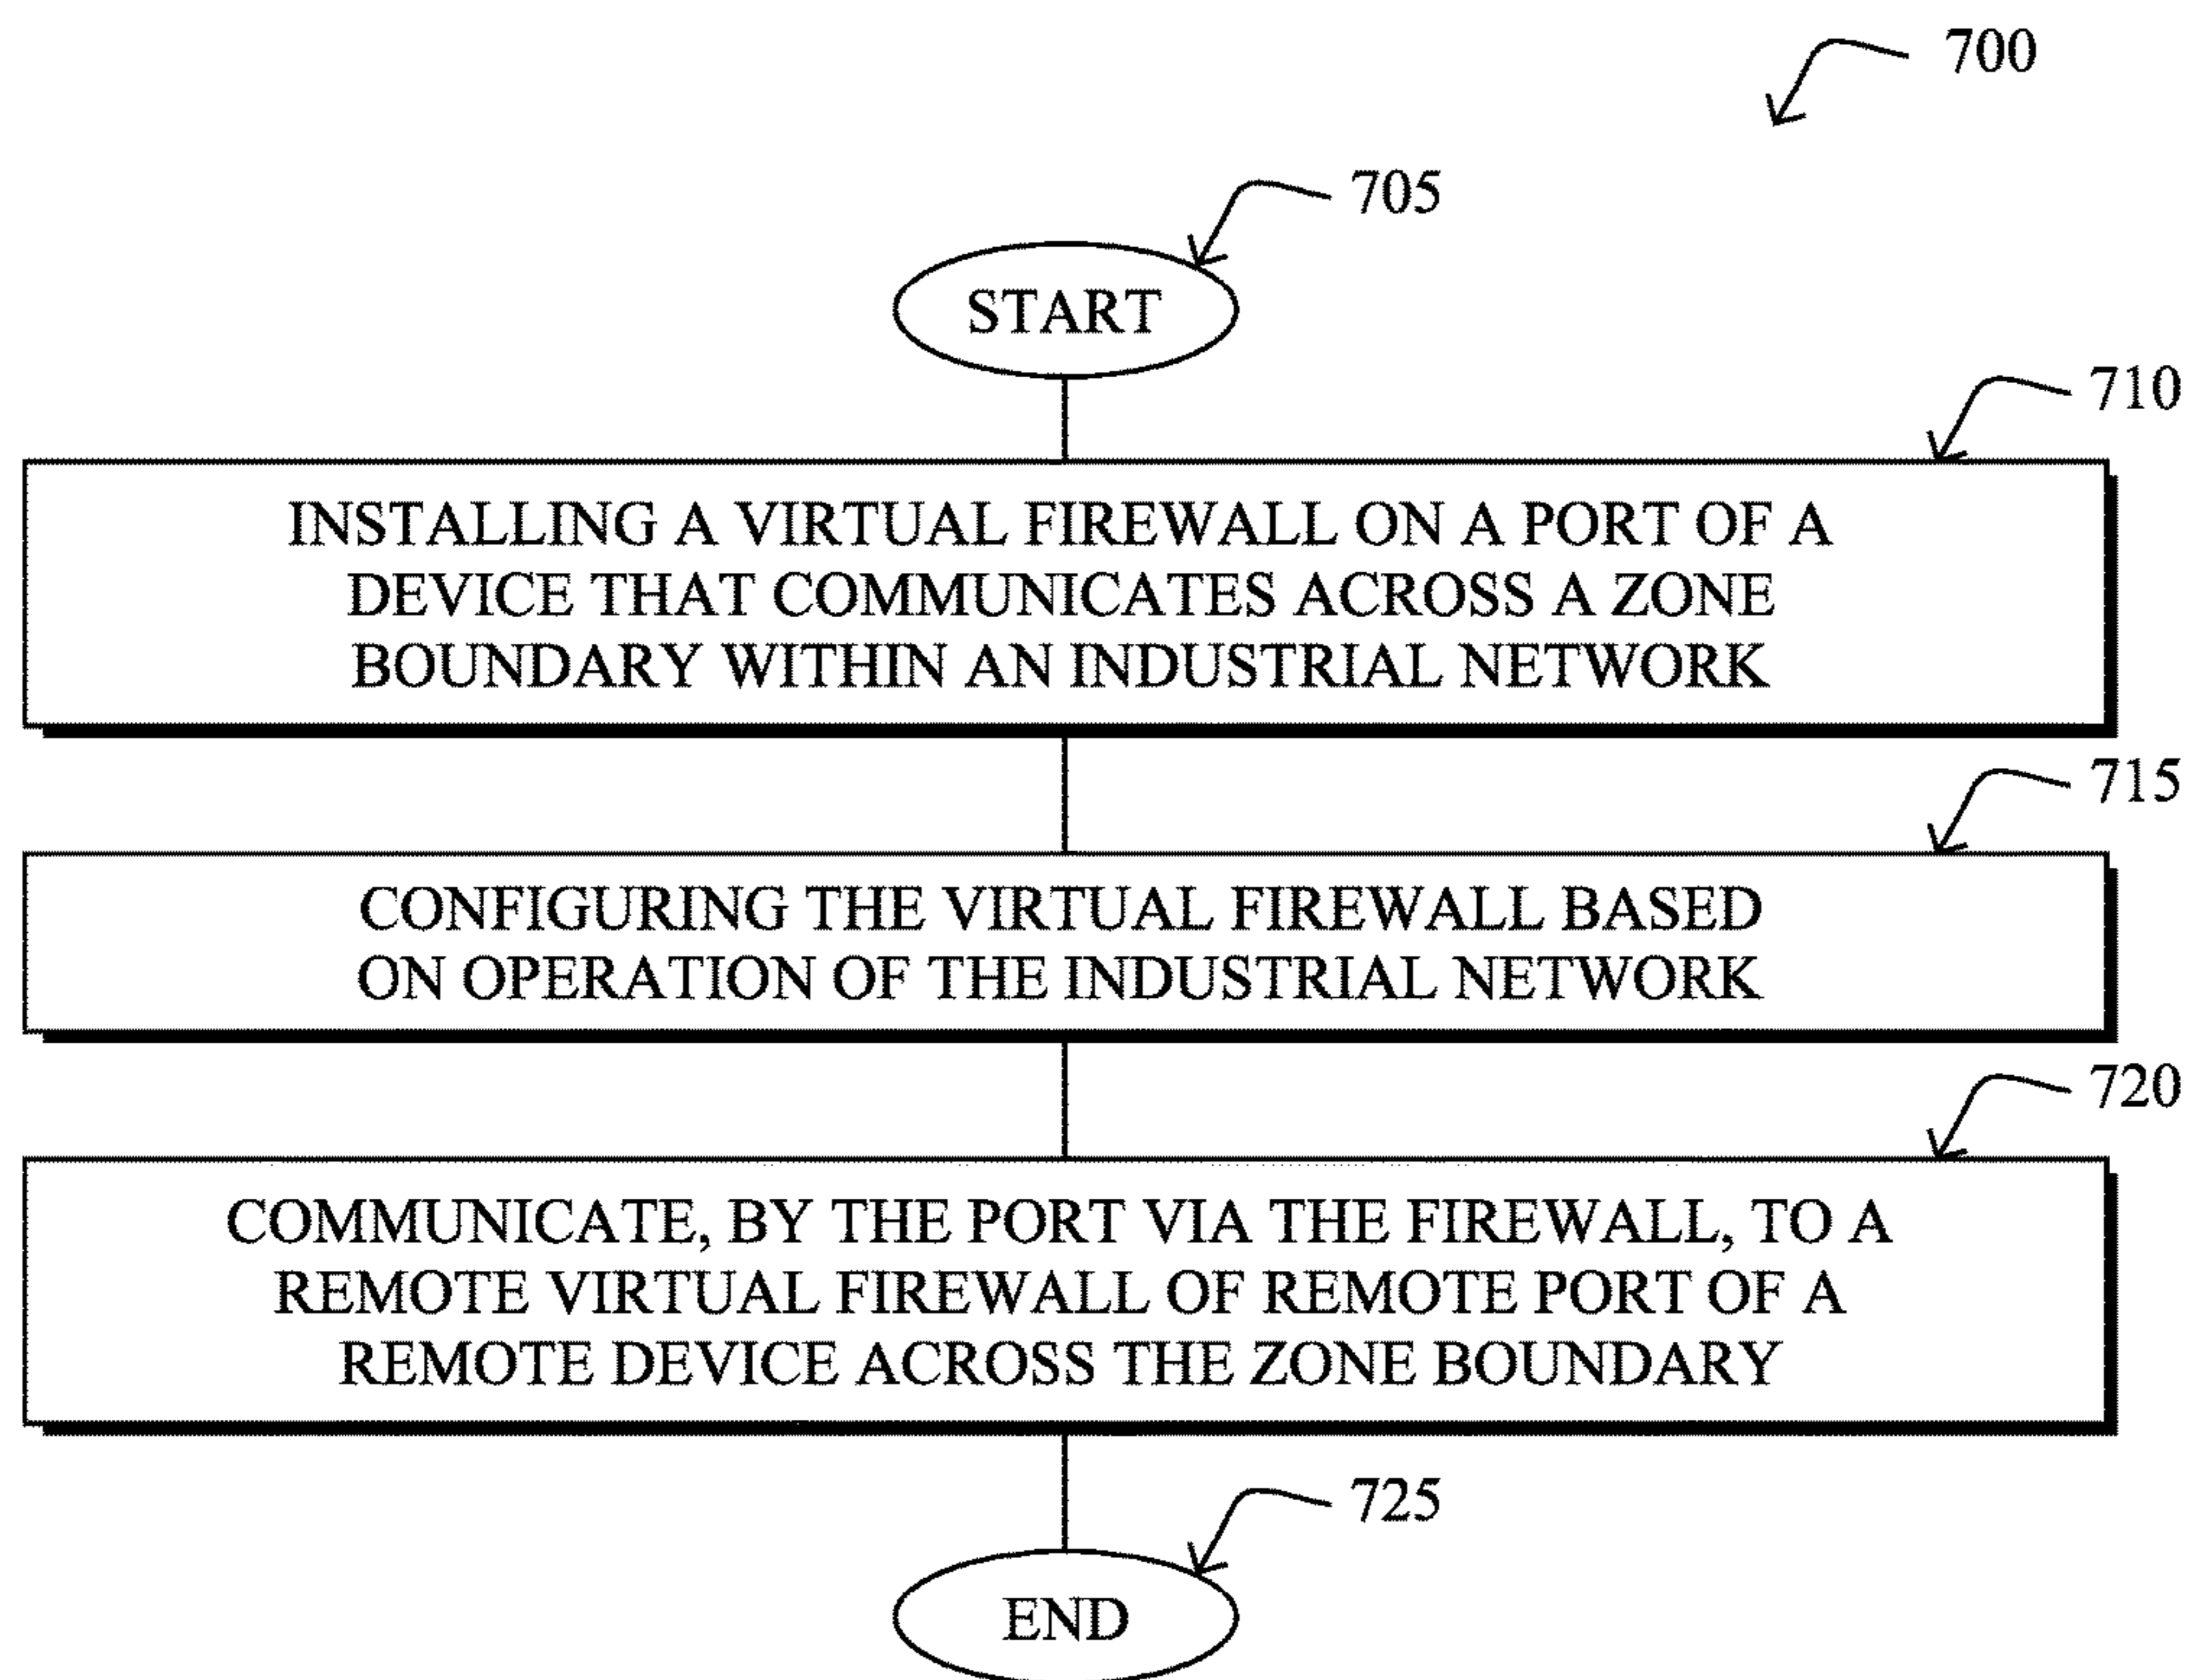 700
705
START
710
INSTALLING A VIRTUAL FIREWALL ON A PORT OF A
DEVICE THAT COMMUNICATES ACROSS A ZONE
BOUNDARY WITHIN AN INDUSTRIAL NETWORK
715
CONFIGURING THE VIRTUAL FIREWALL BASED
ON OPERATION OF THE INDUSTRIAL NETWORK
720
COMMUNICATE, BY THE PORT VIA THE FIREWALL, TO A
REMOTE VIRTUAL FIREWALL OF REMOTE PORT OF A
REMOTE DEVICE ACROSS THE ZONE BOUNDARY
725
END